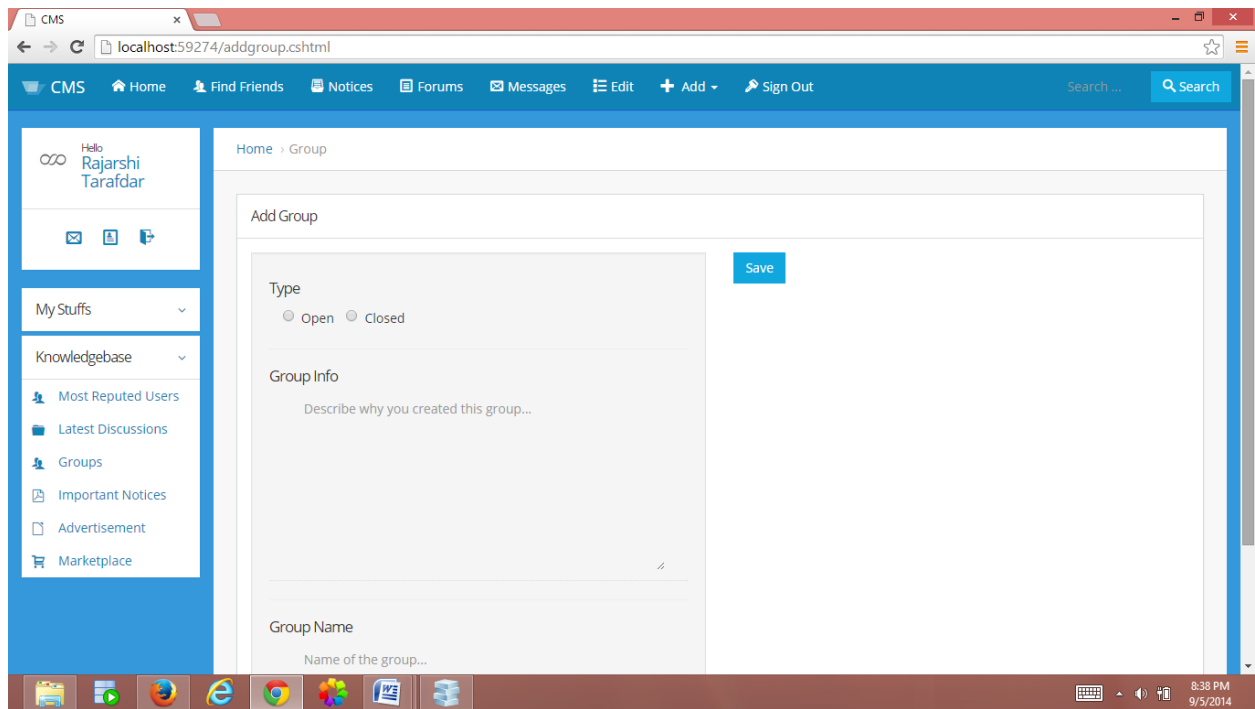 CMS
localhost:59274/addgroup.cshtml
CMS Home Find Friends Notices Forums Messages Edit Add Sign Out Search ... Search
Hello
Rajarshi
Tarafdar
My Stuffs
Knowledgebase
Most Reputed Users
Latest Discussions
Groups
Important Notices
Advertisement
Marketplace
Home › Group
Add Group
Type
Open Closed
Group Info
Describe why you created this group...
Group Name
Name of the group...
Save
8:38 PM
9/5/2014